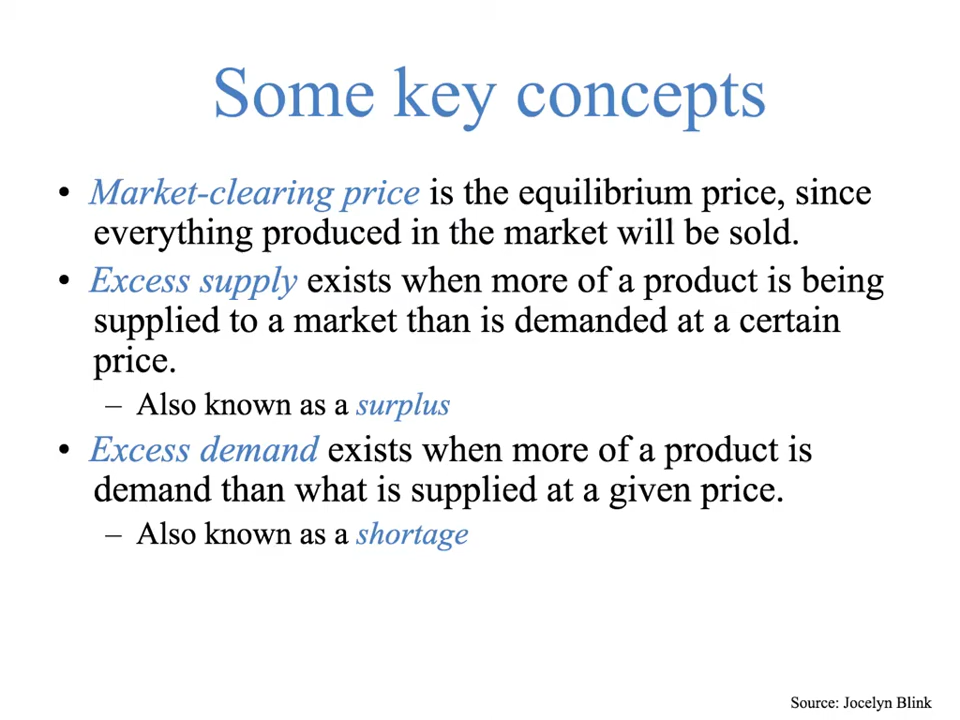 Some key concepts
• Market-clearing price is the equilibrium price, since
everything produced in the market will be sold.
• Excess supply exists when more of a product is being
supplied to a market than is demanded at a certain
price.
– Also known as a surplus
• Excess demand exists when more of a product is
demand than what is supplied at a given price.
– Also known as a shortage
Source: Jocelyn Blink